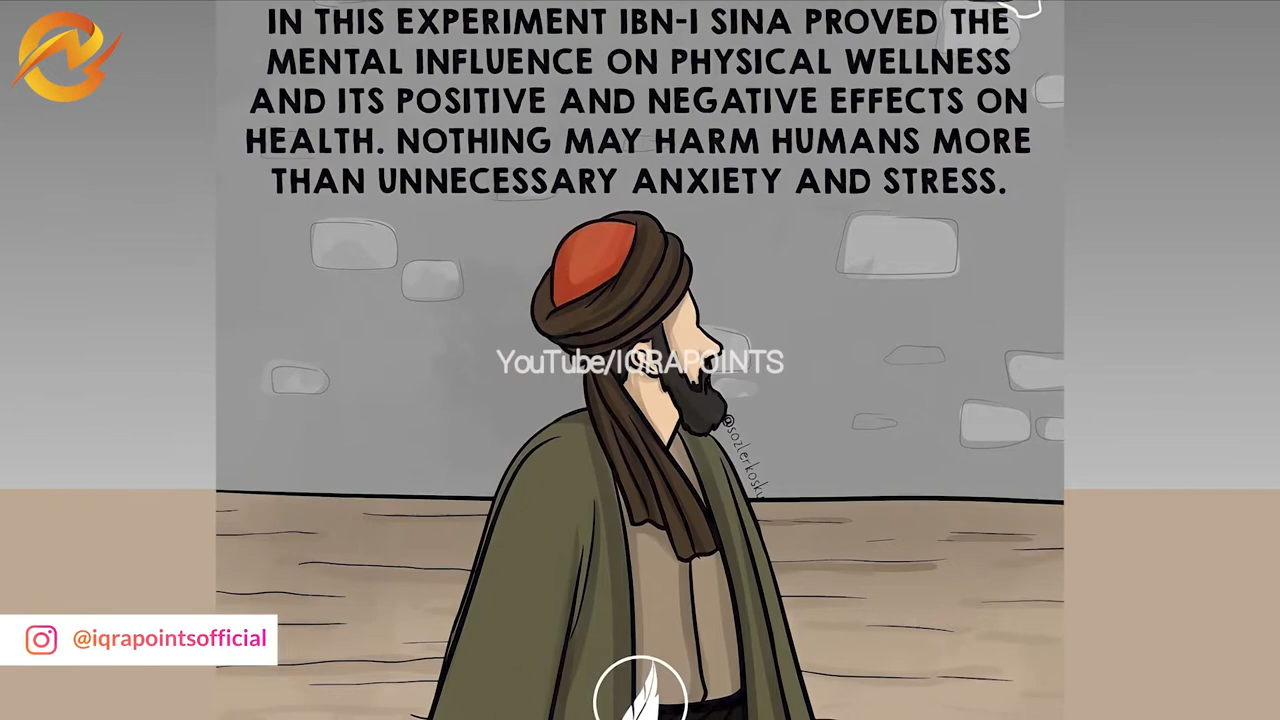 IN THIS EXPERIMENT IBN-I SINA PROVED THE
MENTAL INFLUENCE ON PHYSICAL WELLNESS
AND ITS POSITIVE AND NEGATIVE EFFECTS ON
HEALTH. NOTHING MAY HARM HUMANS MORE
THAN UNNECESSARY ANXIETY AND STRESS.
YouTube/IQRAPOINTS
@sozlerkosku
@iqrapointsofficial